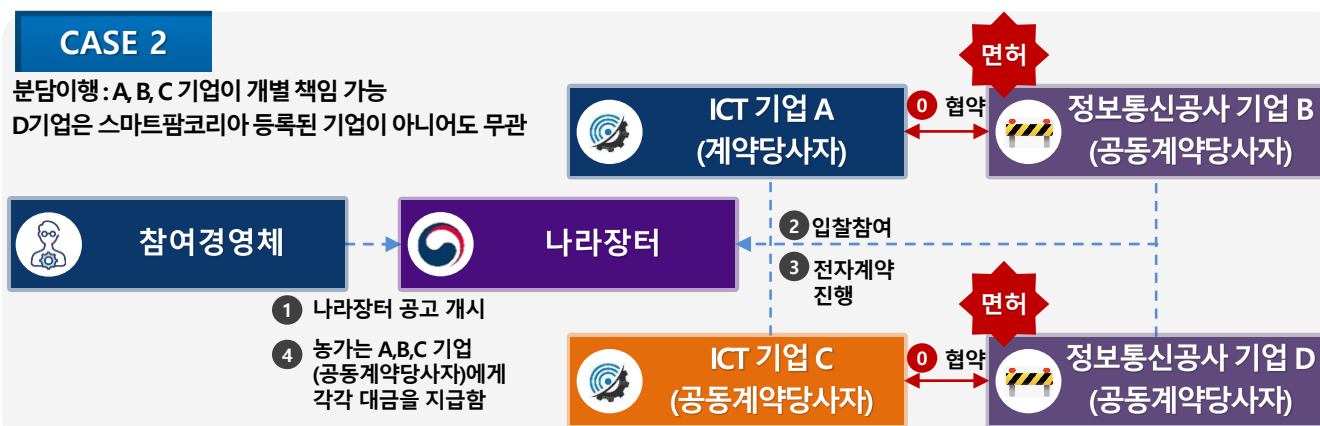 CASE 2
분담이행 : A, B, C 기업이 개별 책임 가능
D기업은 스마트팜코리아 등록된 기업이 아니어도 무관
면허
ICT 기업 A
(계약당사자)
0 협약
정보통신공사 기업 B
(공동계약당사자)
참여경영체
나라장터
2 입찰참여
3 전자계약
진행
1 나라장터 공고 개시
4 농가는 A,B,C 기업
(공동계약당사자)에게
각각 대금을 지급함
면허
ICT 기업 C
(공동계약당사자)
0 협약
정보통신공사 기업 D
(공동계약당사자)